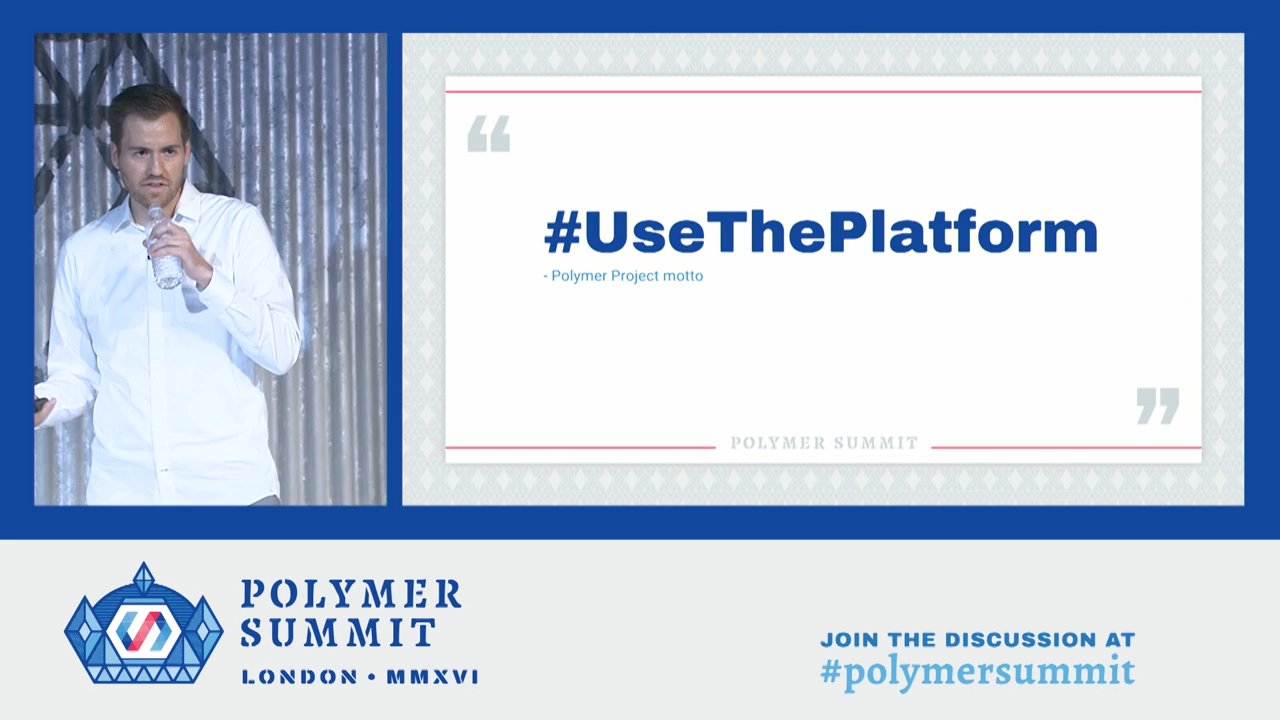 “
#UseThePlatform
- Polymer Project motto
”
POLYMER SUMMIT
POLYMER
SUMMIT
LONDON • MMXVI
JOIN THE DISCUSSION AT
#polymersummit